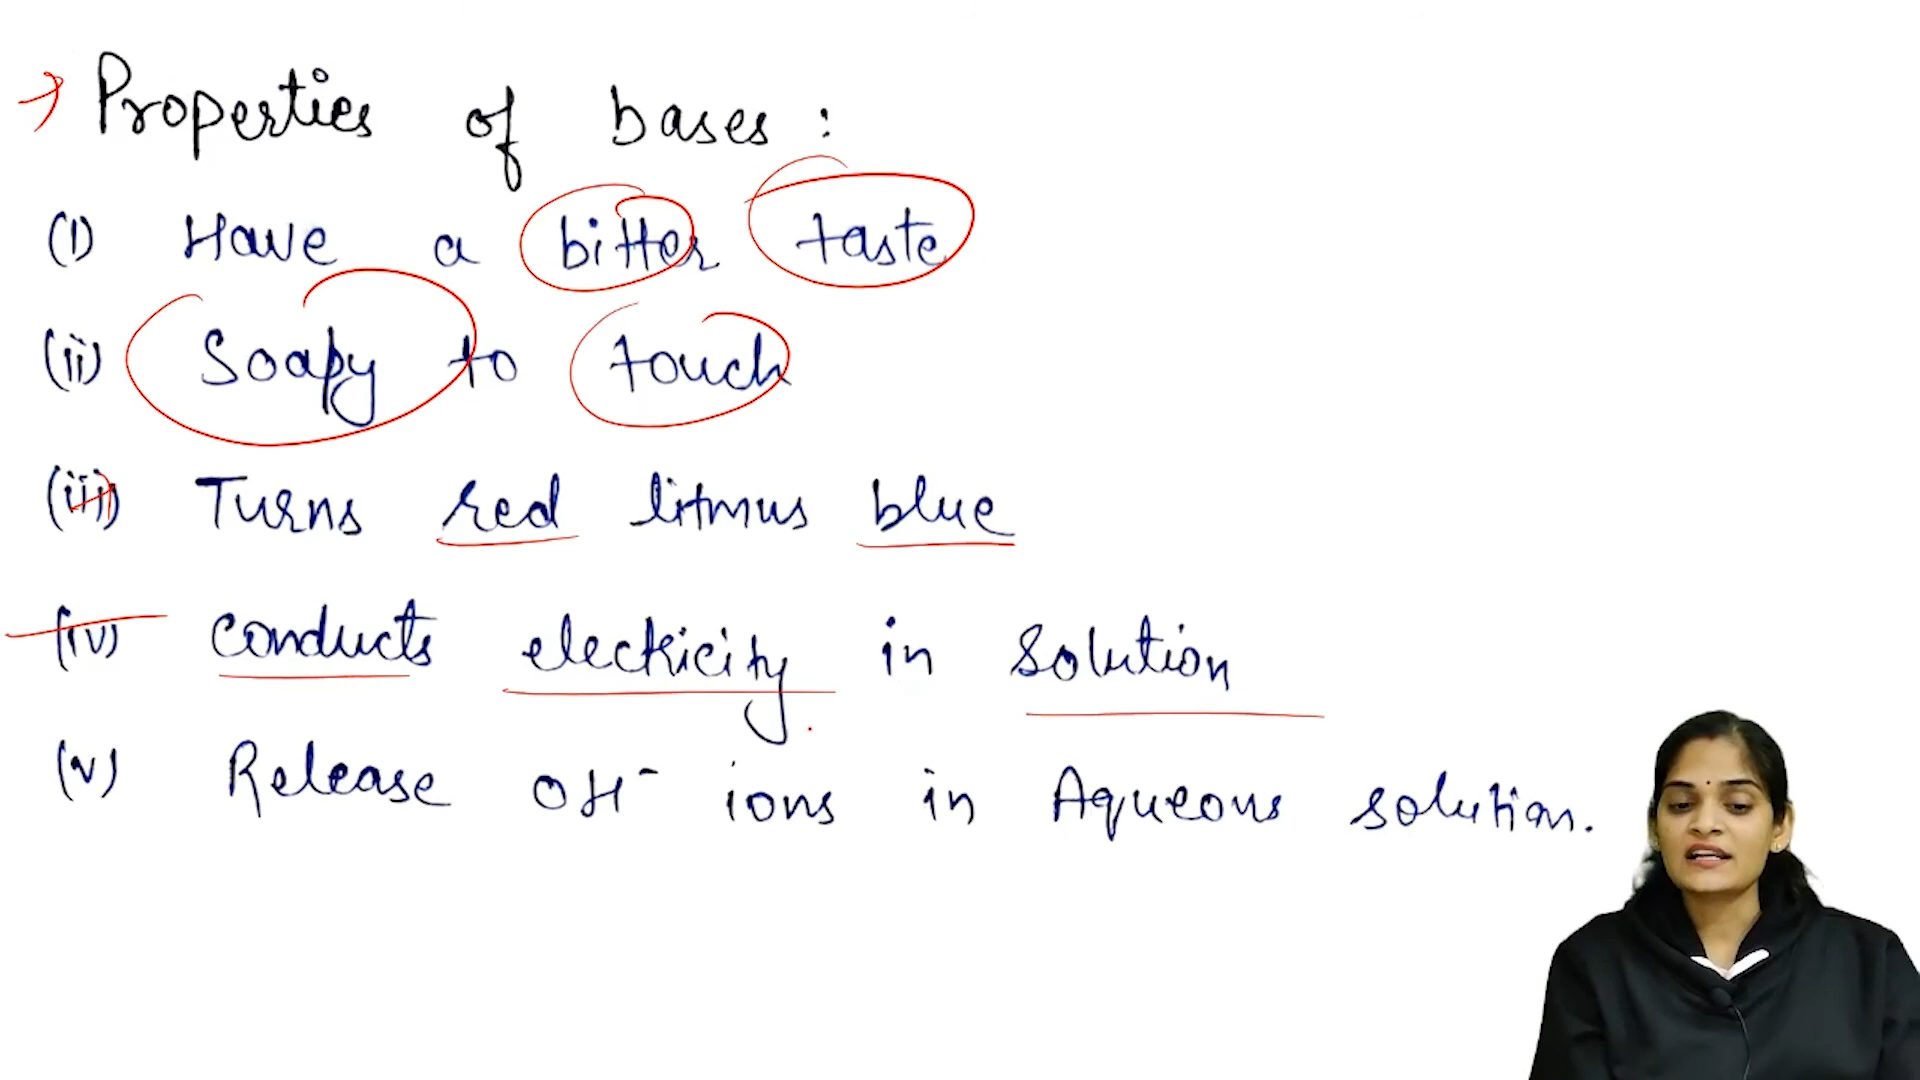 Properties of bases :
(i) Have a bitter taste
(ii) Soapy to touch
(iii) Turns red litmus blue
(iv) conducts electricity in solution
(v) Release OH⁻ ions in Aqueous solution.